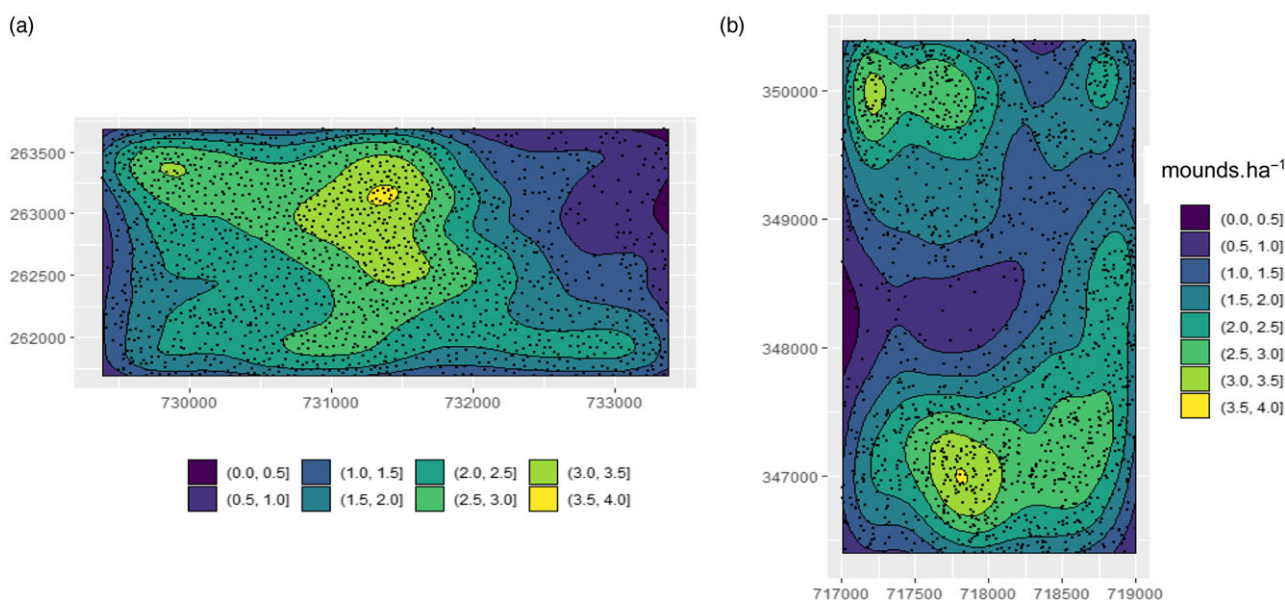 (a)
263500
263000
262500
262000
730000 731000 732000 733000
(0.0, 0.5] (1.0, 1.5] (2.0, 2.5] (3.0, 3.5]
(0.5, 1.0] (1.5, 2.0] (2.5, 3.0] (3.5, 4.0]
(b)
350000
349000
348000
347000
717000 717500 718000 718500 719000
mounds.ha⁻¹
(0.0, 0.5]
(0.5, 1.0]
(1.0, 1.5]
(1.5, 2.0]
(2.0, 2.5]
(2.5, 3.0]
(3.0, 3.5]
(3.5, 4.0]